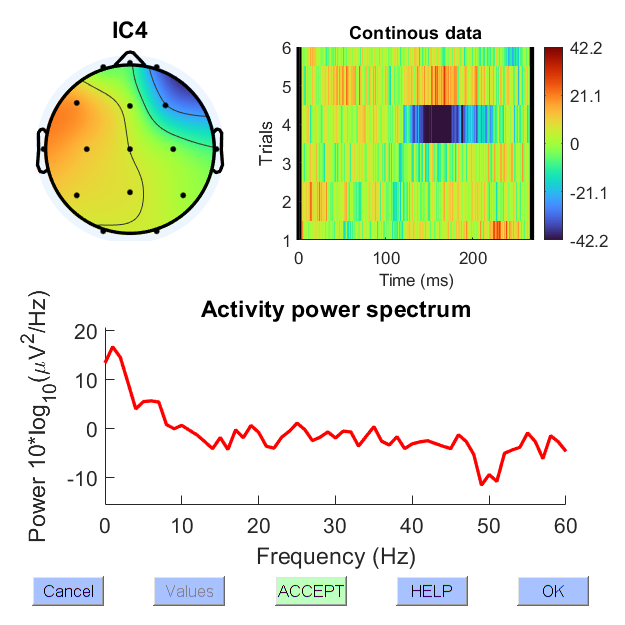 IC4
Continous data
Trials
6
5
4
3
2
1
0
100
200
Time (ms)
42.2
21.1
0
-21.1
-42.2
Activity power spectrum
Power 10*log10(μV2/Hz)
20
10
0
-10
0
10
20
30
40
50
60
Frequency (Hz)
Cancel
Values
ACCEPT
HELP
OK